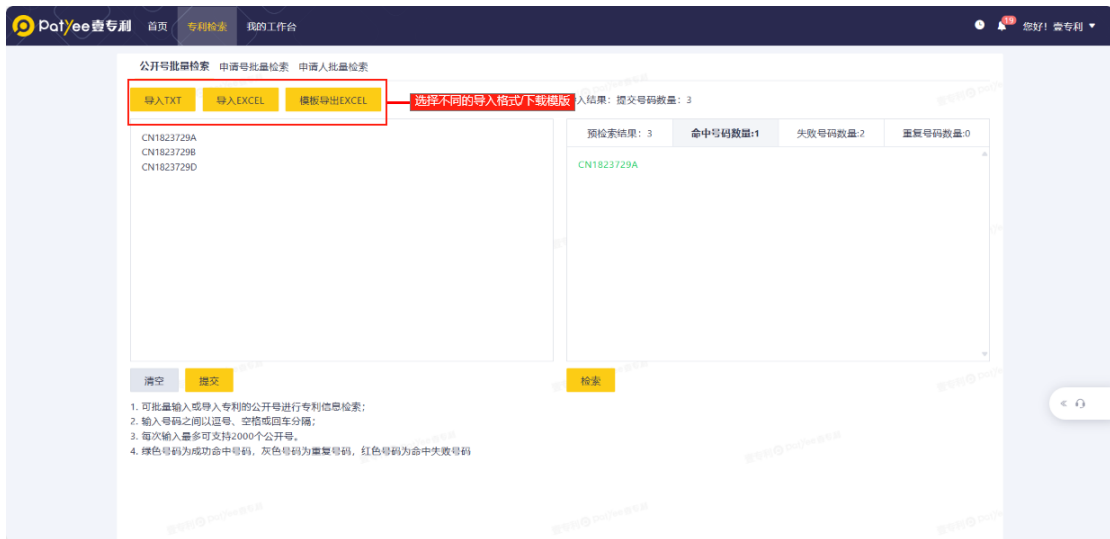 Patyee壹专利 首页 专利检索 我的工作台 19 您好！壹专利
公开号批量检索 申请号批量检索 申请人批量检索
导入TXT 导入EXCEL 模板导出EXCEL 选择不同的导入格式/下载模版 入结果：提交号码数量：3
CN1823729A
CN1823729B
CN1823729D
预检索结果：3 命中号码数量:1 失败号码数量:2 重复号码数量:0
CN1823729A
清空 提交 检索
1. 可批量输入或导入专利的公开号进行专利信息检索；
2. 输入号码之间以逗号、空格或回车分隔；
3. 每次输入最多可支持2000个公开号。
4. 绿色号码为成功命中号码，灰色号码为重复号码，红色号码为命中失败号码